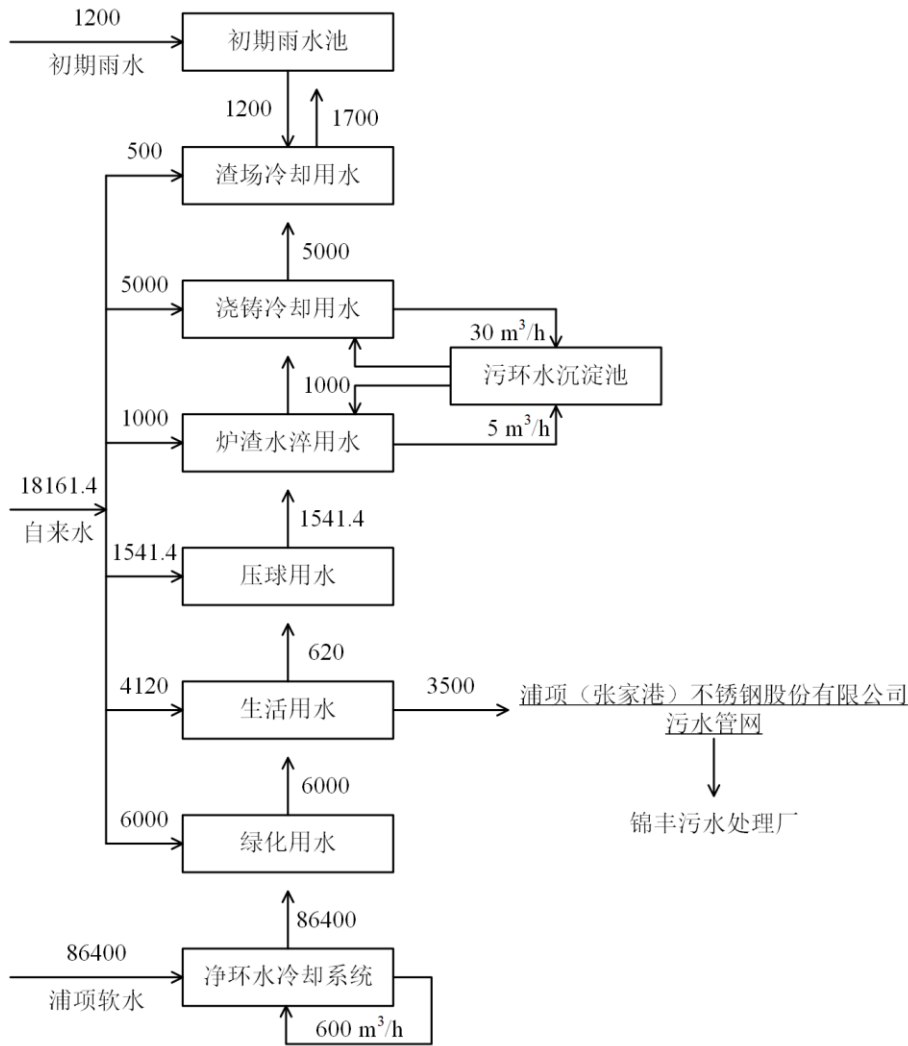 1200
初期雨水
初期雨水池
1200
1700
500
渣场冷却用水
5000
5000
浇铸冷却用水
30 m³/h
污环水沉淀池
1000
1000
炉渣水淬用水
5 m³/h
18161.4
自来水
1541.4
1541.4
压球用水
620
4120
生活用水
3500
浦项（张家港）不锈钢股份有限公司
污水管网
锦丰污水处理厂
6000
6000
绿化用水
86400
86400
浦项软水
净环水冷却系统
600 m³/h